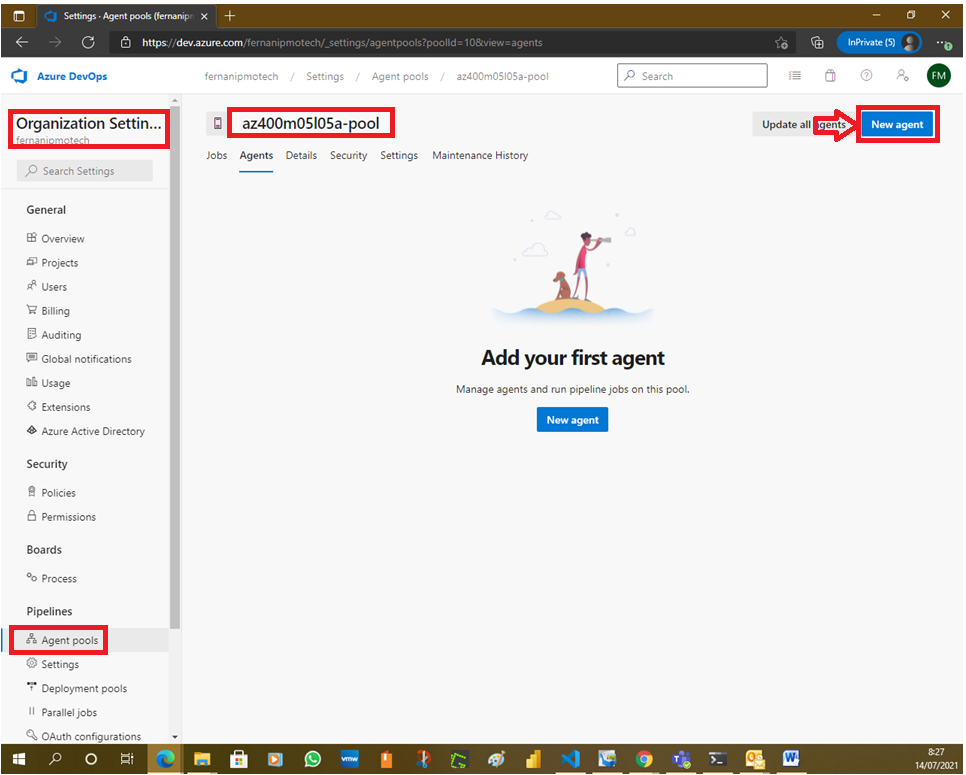 Settings - Agent pools (fernanipm
https://dev.azure.com/fernanipmotech/_settings/agentpools?poolId=10&view=agents
InPrivate (5)
Azure DevOps
fernanipmotech / Settings / Agent pools / az400m05l05a-pool
Search
FM
Organization Settin...
fernanipmotech
az400m05l05a-pool
Update all agents
New agent
Search Settings
Jobs Agents Details Security Settings Maintenance History
General
Overview
Projects
Users
Billing
Auditing
Global notifications
Usage
Extensions
Azure Active Directory
Security
Policies
Permissions
Boards
Process
Pipelines
Agent pools
Settings
Deployment pools
Parallel jobs
OAuth configurations
Add your first agent
Manage agents and run pipeline jobs on this pool.
New agent
vmw
8:27
14/07/2021